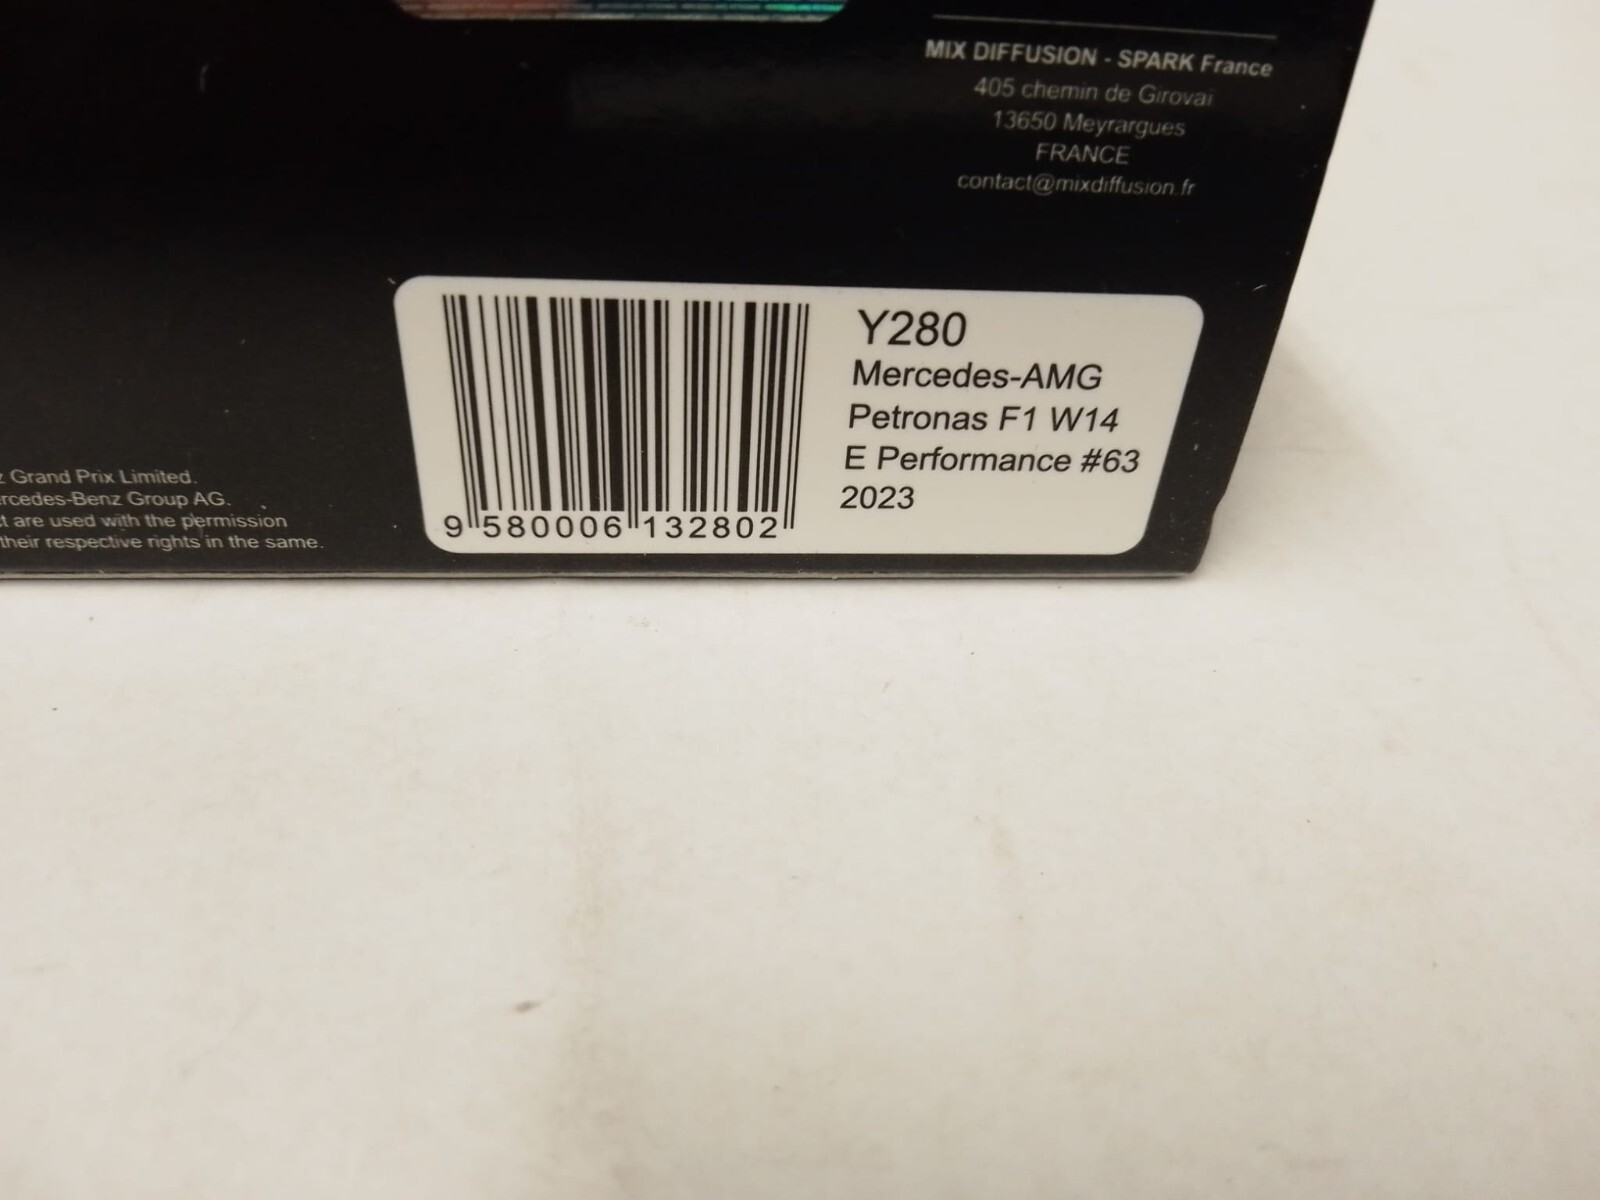 MIX DIFFUSION - SPARK France
405 chemin de Girovai
13650 Meyrargues
FRANCE
contact@mixdiffusion.fr
Y280
Mercedes-AMG
Petronas F1 W14
E Performance #63
2023
9 580006 132802
Grand Prix Limited.
rcedes-Benz Group AG.
t are used with the permission
their respective rights in the same.